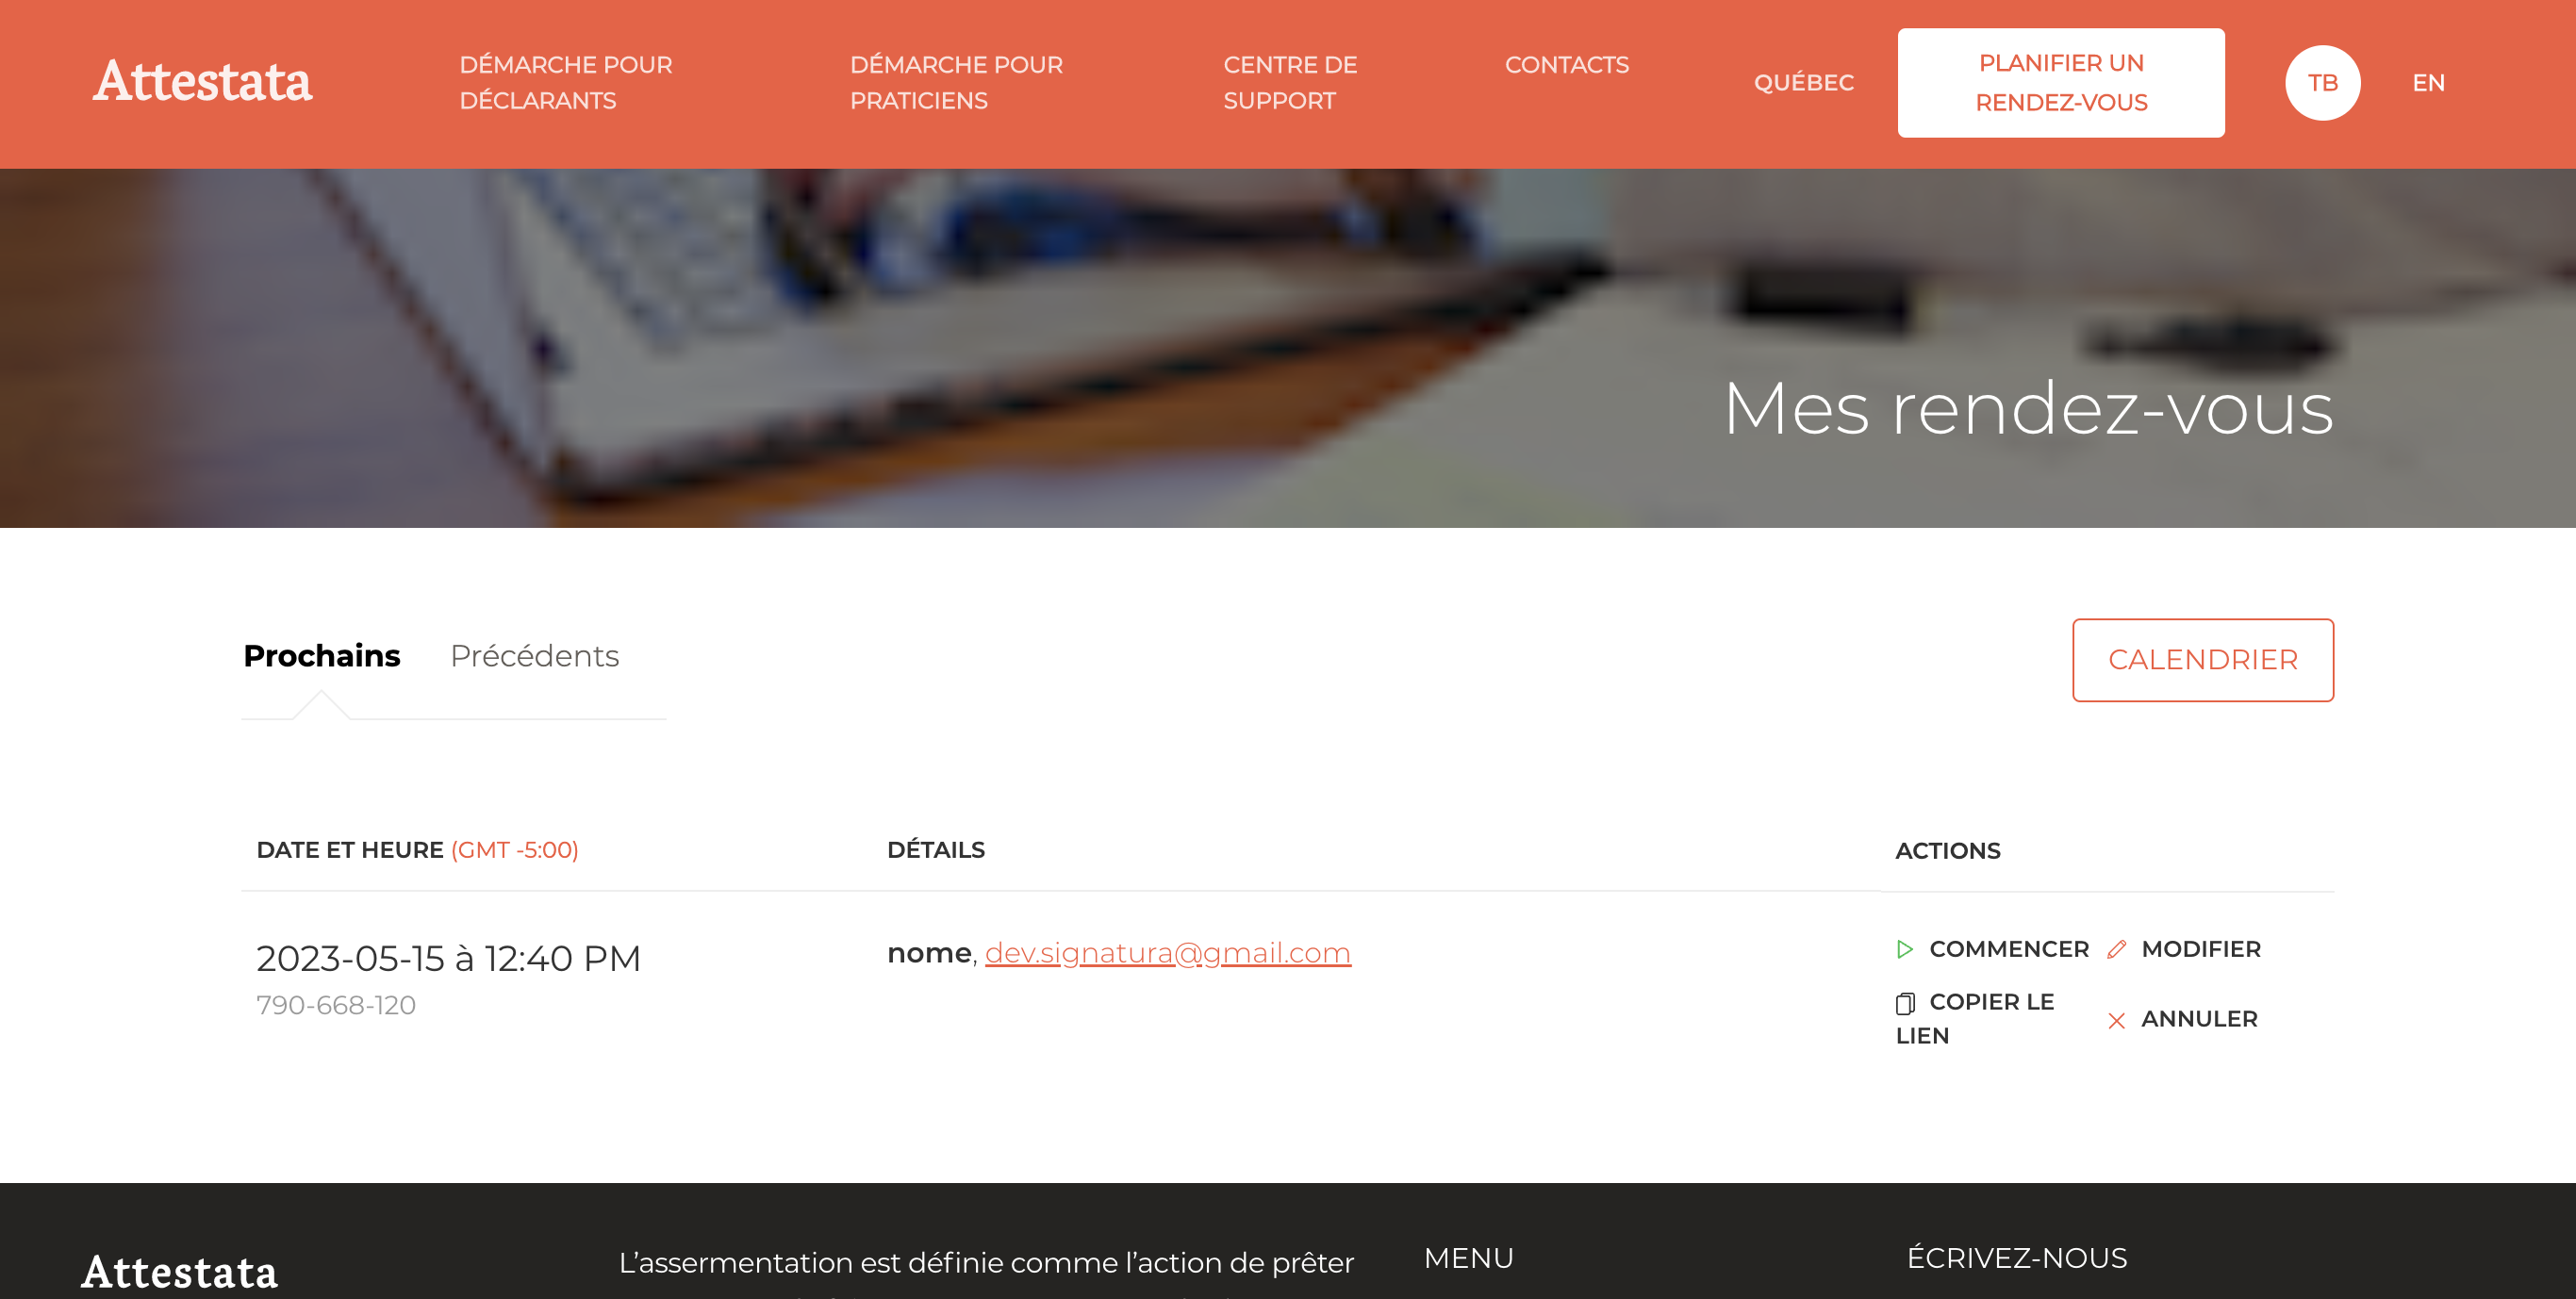 Attestata
DÉMARCHE POUR
DÉCLARANTS
DÉMARCHE POUR
PRATICIENS
CENTRE DE
SUPPORT
CONTACTS
QUÉBEC
PLANIFIER UN
RENDEZ-VOUS
TB
EN
Mes rendez-vous
Prochains
Précédents
CALENDRIER
DATE ET HEURE (GMT -5:00)
DÉTAILS
ACTIONS
2023-05-15 à 12:40 PM
790-668-120
nome, dev.signatura@gmail.com
COMMENCER
MODIFIER
COPIER LE
LIEN
ANNULER
Attestata
L’assermentation est définie comme l’action de prêter
MENU
ÉCRIVEZ-NOUS